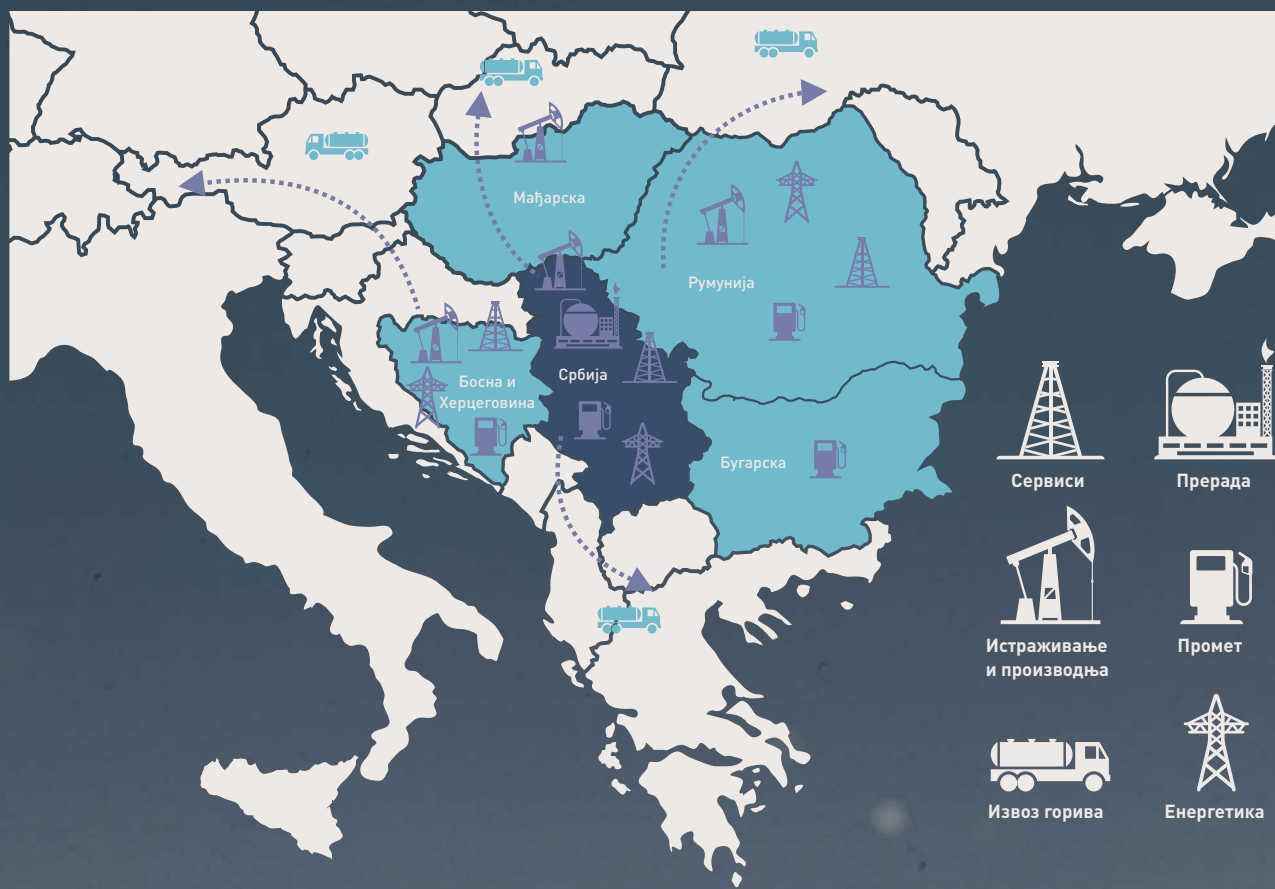 Мађарска
Румунија
Босна и
Херцеговина
Србија
Бугарска
Сервиси
Прерада
Истраживање
и производња
Промет
Извоз горива
Енергетика